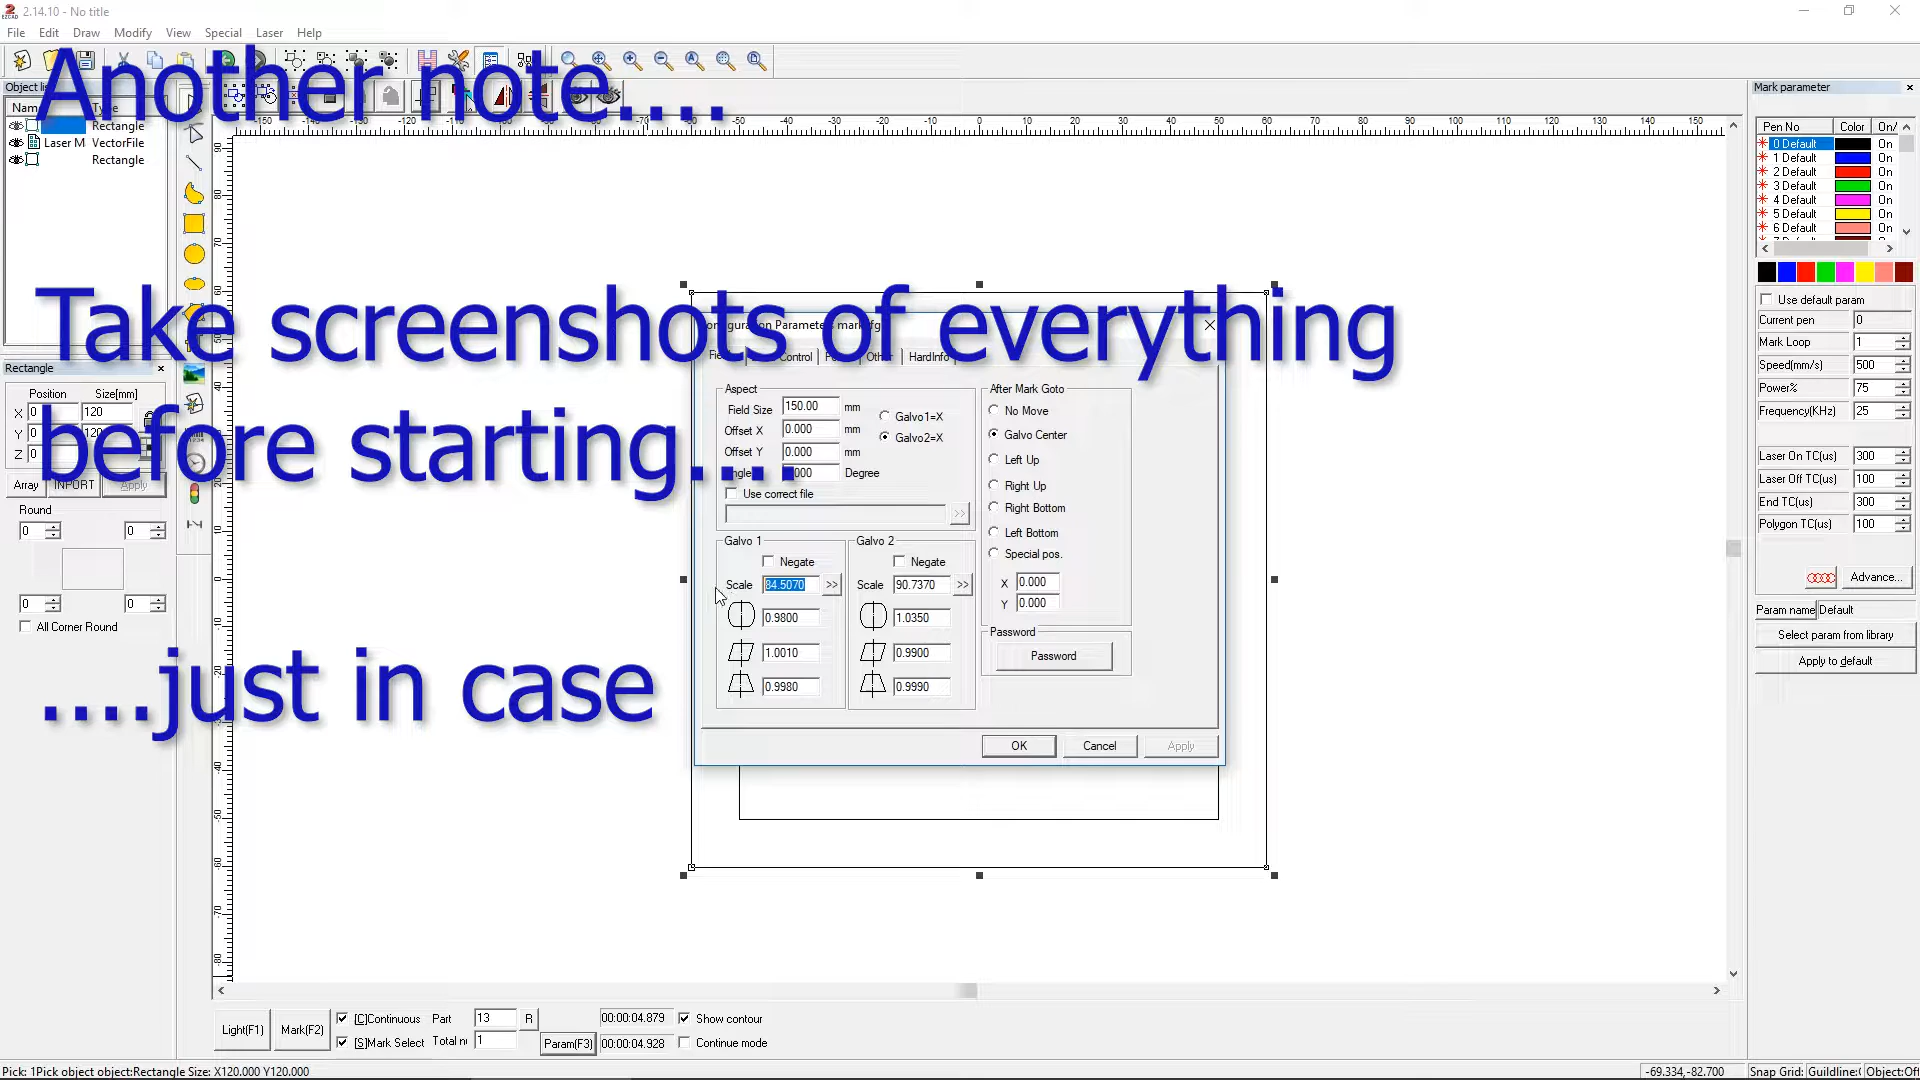 2.14.10 - No title
File Edit Draw Modify View Special Laser Help
Another note....
Object
Type
Mark parameter
Rectangle
Laser M VectorFile
Rectangle
Pen No Color On/
0 Default On
1 Default On
2 Default On
3 Default On
4 Default On
5 Default On
6 Default On
Take screenshots of everything
before starting....
....just in case
Rectangle
Position Size[mm]
X 0 120
Y 0 120
Z 0
Array INPORT Apply
Round
0 0
0 0
All Corner Round
Control HardInfo
Aspect
Field Size 150.00 mm
Offset X 0.000 mm
Offset Y 0.000 mm
Degree
Galvo1=X
Galvo2=X
Use correct file
>>
Galvo 1
Negate
Scale 84.5070 >>
0.9800
1.0010
0.9980
Galvo 2
Negate
Scale 90.7370 >>
1.0350
0.9900
0.9990
After Mark Goto
No Move
Galvo Center
Left Up
Right Up
Right Bottom
Left Bottom
Special pos.
X 0.000
Y 0.000
Password
Password
OK Cancel Apply
Use default param
Current pen 0
Mark Loop 1
Speed(mm/s) 500
Power% 75
Frequency(KHz) 25
Laser On TC(us) 300
Laser Off TC(us) 100
End TC(us) 300
Polygon TC(us) 100
Advance...
Param name Default
Select param from library
Apply to default
Light(F1) Mark(F2)
[C]Continuous Part 13 R 00:00:04.879 Show contour
[S]Mark Select Total n 1 Param(F3) 00:00:04.928 Continue mode
Pick: 1Pick object object:Rectangle Size: X120.000 Y120.000
-69.334,-82.700 Snap Grid: Guildline:( Object:Off